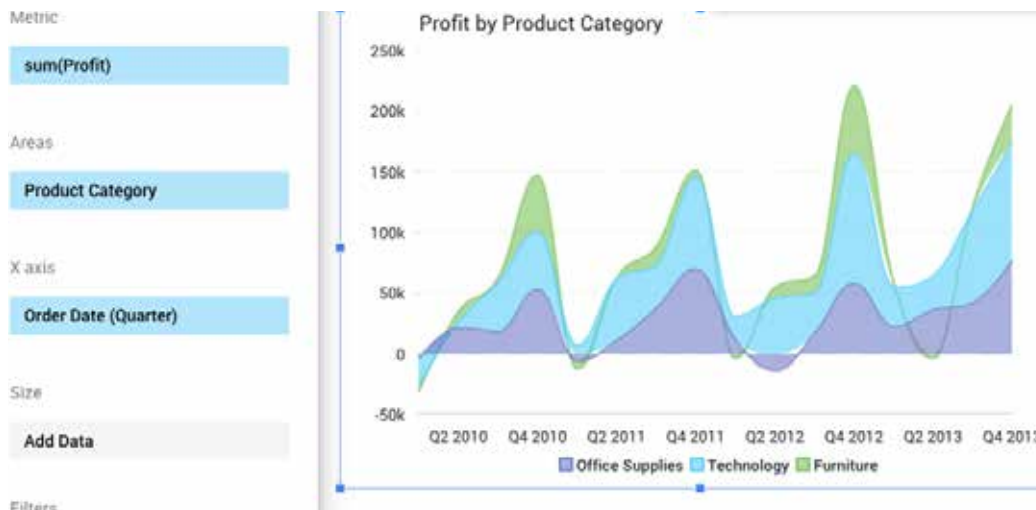 Metric
sum(Profit)
Areas
Product Category
X axis
Order Date (Quarter)
Size
Add Data
Filters
Profit by Product Category
250k
200k
150k
100k
50k
0
-50k
Q2 2010 Q4 2010 Q2 2011 Q4 2011 Q2 2012 Q4 2012 Q2 2013 Q4 201
Office Supplies Technology Furniture